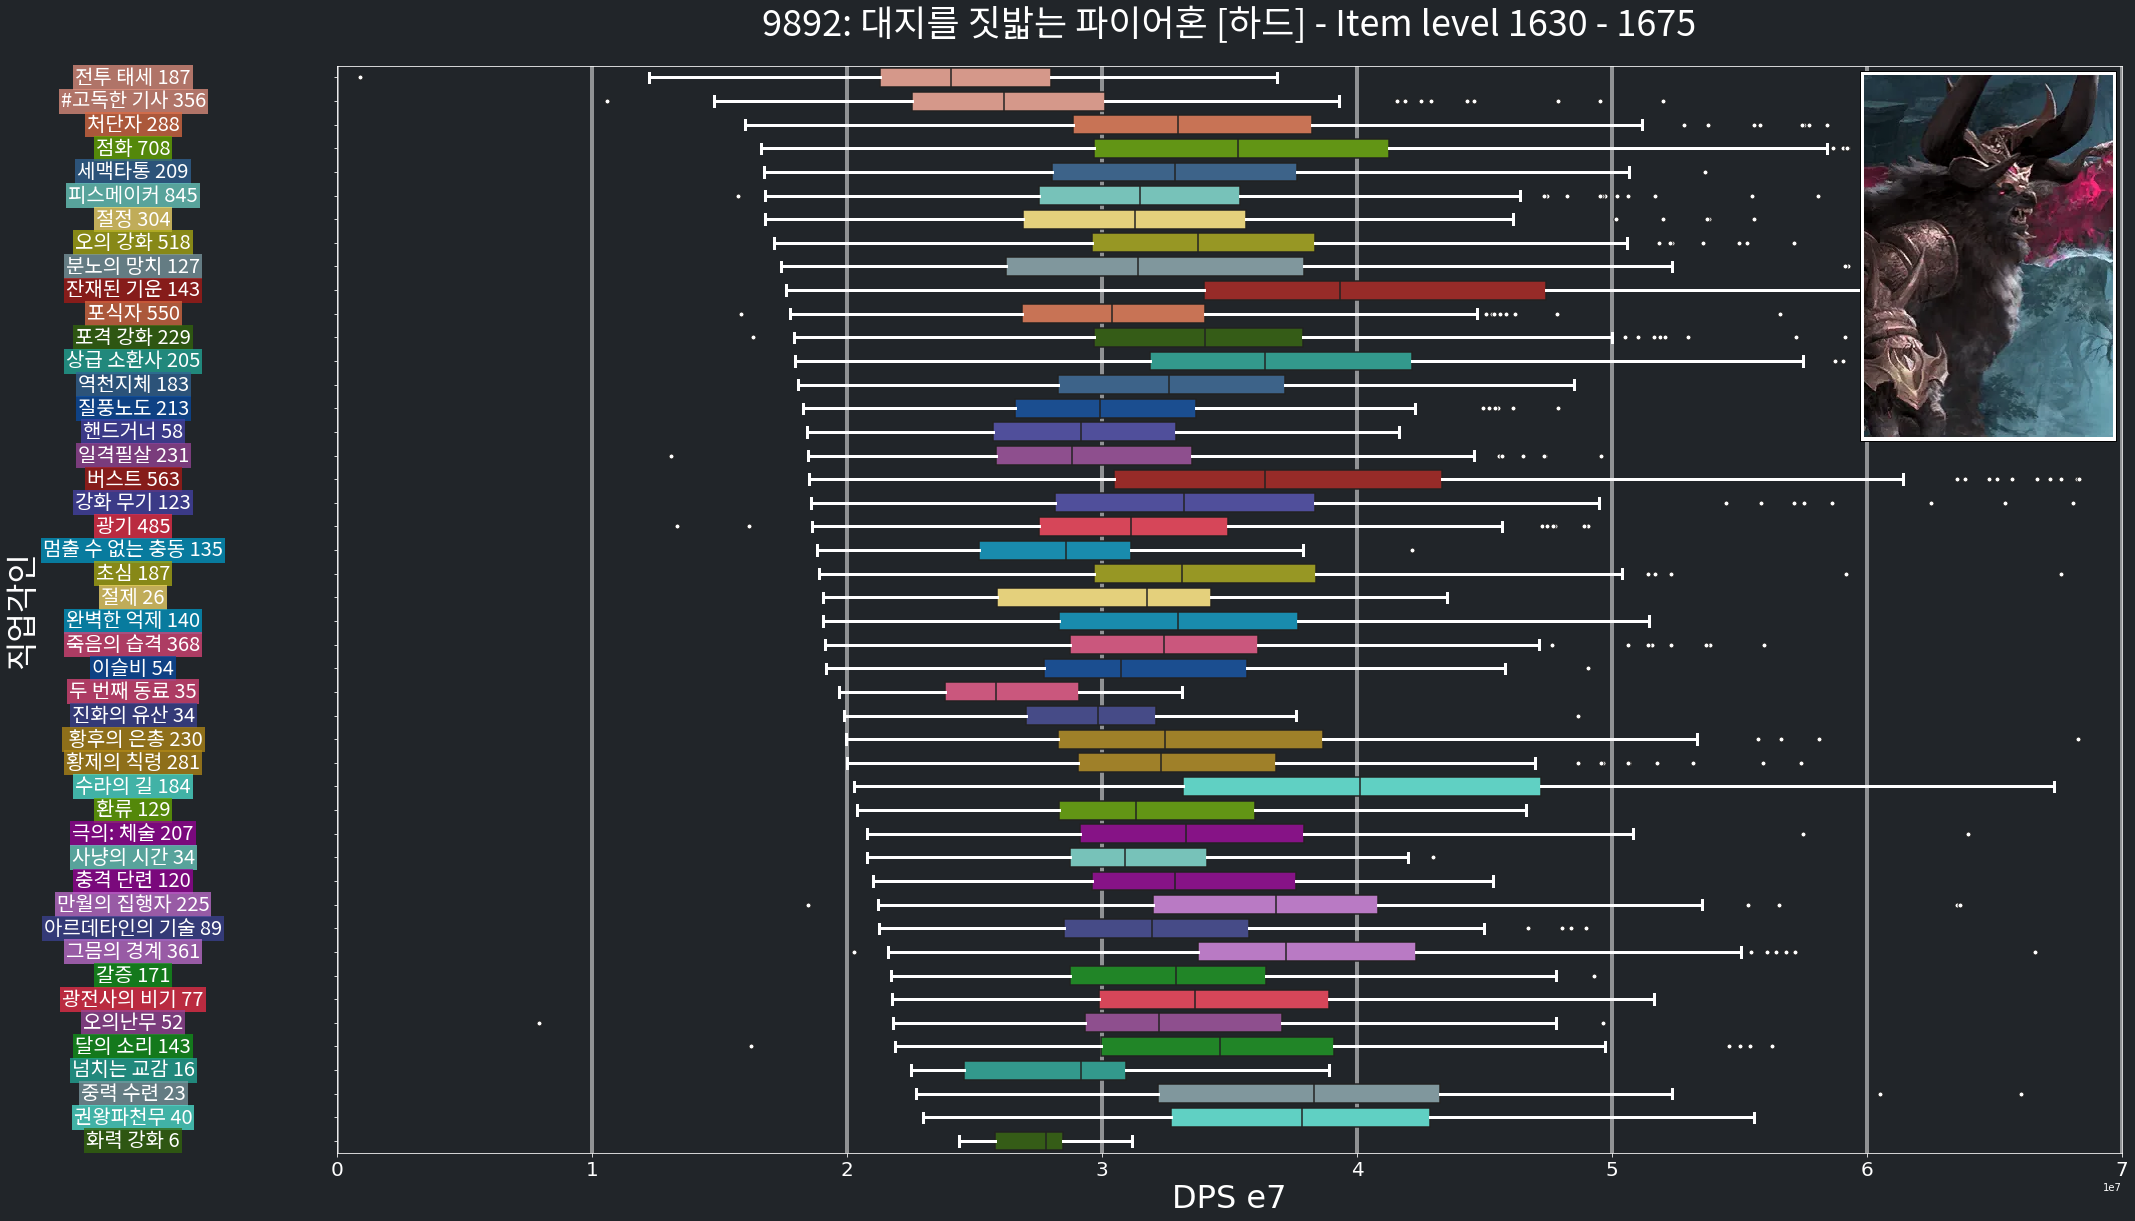 9892: 대지를 짓밟는 파이어혼 [하드] - Item level 1630 - 1675
전투 태세 187
#고독한 기사 356
처단자 288
점화 708
세맥타통 209
피스메이커 845
절정 304
오의 강화 518
분노의 망치 127
잔재된 기운 143
포식자 550
포격 강화 229
상급 소환사 205
역천지체 183
질풍노도 213
핸드거너 58
일격필살 231
버스트 563
강화 무기 123
광기 485
멈출 수 없는 충동 135
초심 187
절제 26
완벽한 억제 140
죽음의 습격 368
이슬비 54
두 번째 동료 35
진화의 유산 34
황후의 은총 230
황제의 칙령 281
수라의 길 184
환류 129
극의: 체술 207
사냥의 시간 34
충격 단련 120
만월의 집행자 225
아르데타인의 기술 89
그믐의 경계 361
갈증 171
광전사의 비기 77
오의난무 52
달의 소리 143
넘치는 교감 16
중력 수련 23
권왕파천무 40
화력 강화 6
직업각인
0 1 2 3 4 5 6 7
1e7
DPS e7